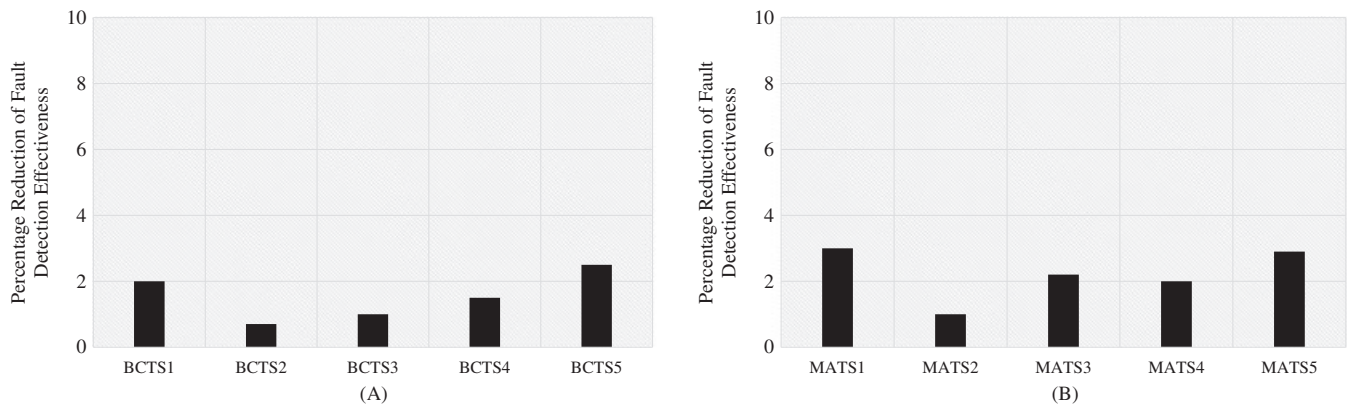 Percentage Reduction of Fault
Detection Effectiveness
10
8
6
4
2
0
BCTS1 BCTS2 BCTS3 BCTS4 BCTS5
(A)
Percentage Reduction of Fault
Detection Effectiveness
10
8
6
4
2
0
MATS1 MATS2 MATS3 MATS4 MATS5
(B)